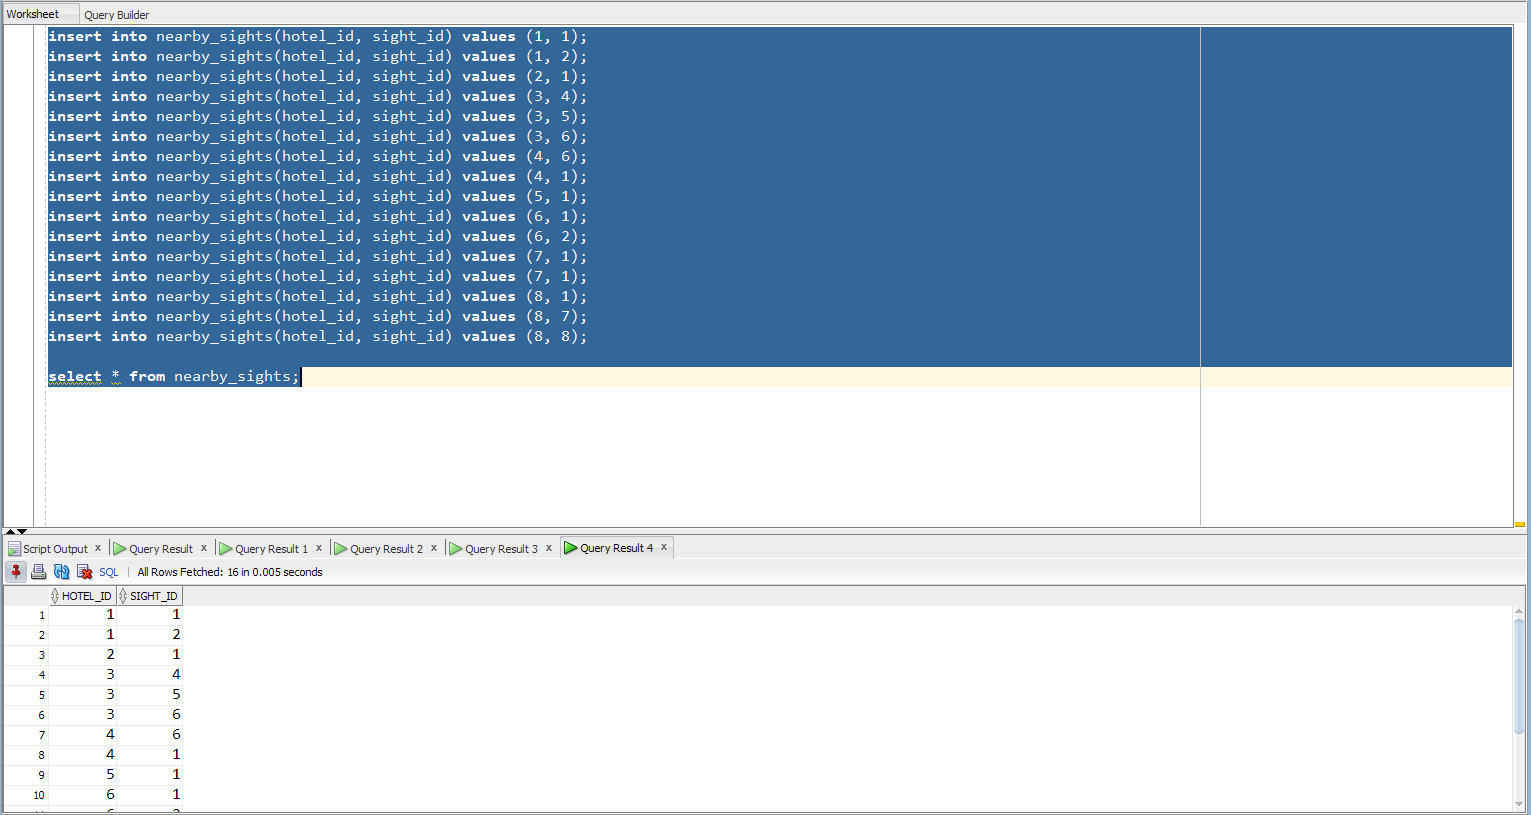 Worksheet Query Builder
insert into nearby_sights(hotel_id, sight_id) values (1, 1);
insert into nearby_sights(hotel_id, sight_id) values (1, 2);
insert into nearby_sights(hotel_id, sight_id) values (2, 1);
insert into nearby_sights(hotel_id, sight_id) values (3, 4);
insert into nearby_sights(hotel_id, sight_id) values (3, 5);
insert into nearby_sights(hotel_id, sight_id) values (3, 6);
insert into nearby_sights(hotel_id, sight_id) values (4, 6);
insert into nearby_sights(hotel_id, sight_id) values (4, 1);
insert into nearby_sights(hotel_id, sight_id) values (5, 1);
insert into nearby_sights(hotel_id, sight_id) values (6, 1);
insert into nearby_sights(hotel_id, sight_id) values (6, 2);
insert into nearby_sights(hotel_id, sight_id) values (7, 1);
insert into nearby_sights(hotel_id, sight_id) values (7, 1);
insert into nearby_sights(hotel_id, sight_id) values (8, 1);
insert into nearby_sights(hotel_id, sight_id) values (8, 7);
insert into nearby_sights(hotel_id, sight_id) values (8, 8);
select * from nearby_sights;
Script Output x Query Result x Query Result 1 x Query Result 2 x Query Result 3 x Query Result 4 x
SQL | All Rows Fetched: 16 in 0.005 seconds
HOTEL_ID SIGHT_ID
1 1 1
2 1 2
3 2 1
4 3 4
5 3 5
6 3 6
7 4 6
8 4 1
9 5 1
10 6 1